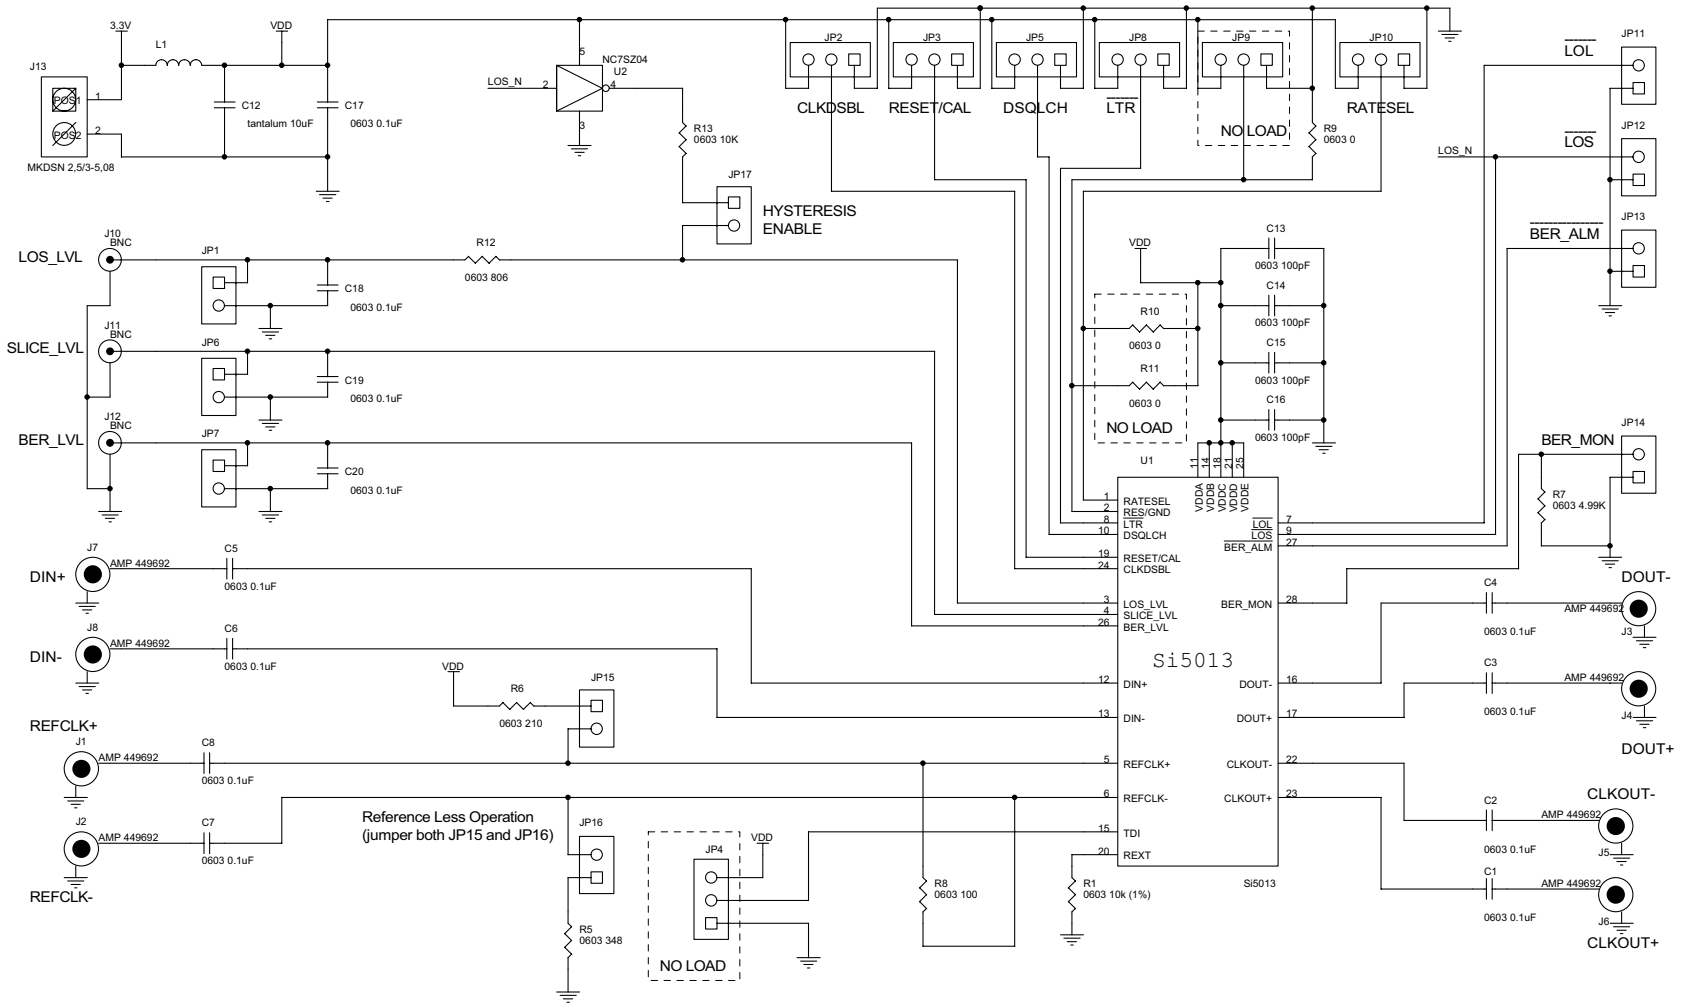 3.3V
VDD
L1
J13
POS1
1
POS2
2
MKDSN 2,5/3-5,08
C12
tantalum 10uF
C17
0603 0.1uF
LOS_N
2
5
NC7SZ04
U2
4
3
R13
0603 10K
JP17
HYSTERESIS
ENABLE
JP2
CLKDSBL
JP3
RESET/CAL
JP5
DSQLCH
JP8
LTR
JP9
NO LOAD
JP10
RATESEL
R9
0603 0
JP11
LOL
JP12
LOS
LOS_N
JP13
BER_ALM
LOS_LVL
J10
BNC
JP1
C18
0603 0.1uF
R12
0603 806
SLICE_LVL
J11
BNC
JP6
C19
0603 0.1uF
BER_LVL
J12
BNC
JP7
C20
0603 0.1uF
VDD
C13
0603 100pF
C14
0603 100pF
C15
0603 100pF
C16
0603 100pF
R10
0603 0
R11
0603 0
NO LOAD
JP14
BER_MON
R7
0603 4.99K
U1
11
14
18
21
25
VDDA
VDDB
VDDC
VDDD
VDDE
1 RATESEL
2 RES/GND
8 LTR
10 DSQLCH
19 RESET/CAL
24 CLKDSBL
3 LOS_LVL
4 SLICE_LVL
26 BER_LVL
LOL 7
LOS 9
BER_ALM 27
BER_MON 28
Si5013
12 DIN+
13 DIN-
5 REFCLK+
6 REFCLK-
15 TDI
20 REXT
DOUT- 16
DOUT+ 17
CLKOUT- 22
CLKOUT+ 23
Si5013
DIN+
J7
AMP 449692
C5
0603 0.1uF
DIN-
J8
AMP 449692
C6
0603 0.1uF
VDD
R6
0603 210
JP15
REFCLK+
J1
AMP 449692
C8
0603 0.1uF
J2
AMP 449692
C7
0603 0.1uF
REFCLK-
Reference Less Operation
(jumper both JP15 and JP16)
JP16
R5
0603 348
JP4
VDD
NO LOAD
R8
0603 100
R1
0603 10k (1%)
C4
0603 0.1uF
DOUT-
AMP 449692
J3
C3
0603 0.1uF
AMP 449692
J4
DOUT+
C2
0603 0.1uF
CLKOUT-
AMP 449692
J5
C1
0603 0.1uF
AMP 449692
J6
CLKOUT+